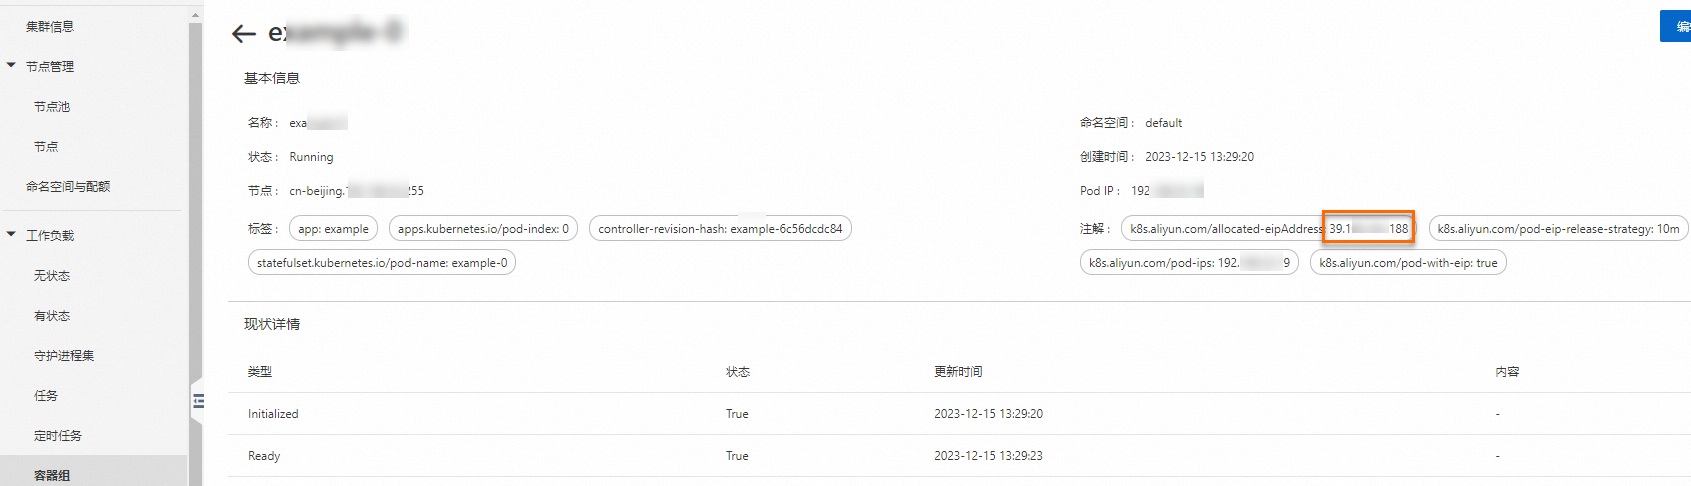 集群信息
节点管理
节点池
节点
命名空间与配额
工作负载
无状态
有状态
守护进程集
任务
定时任务
容器组
基本信息
名称：
命名空间： default
状态： Running
创建时间： 2023-12-15 13:29:20
节点： cn-beijing. 255
Pod IP： 192
标签： app: example apps.kubernetes.io/pod-index: 0 controller-revision-hash: example-6c56dcdc84
statefulset.kubernetes.io/pod-name: example-0
注解： k8s.aliyun.com/allocated-eipAddress: 39.1 188 k8s.aliyun.com/pod-eip-release-strategy: 10m
k8s.aliyun.com/pod-ips: 192. 9 k8s.aliyun.com/pod-with-eip: true
现状详情
类型 状态 更新时间 内容
Initialized True 2023-12-15 13:29:20 -
Ready True 2023-12-15 13:29:23 -